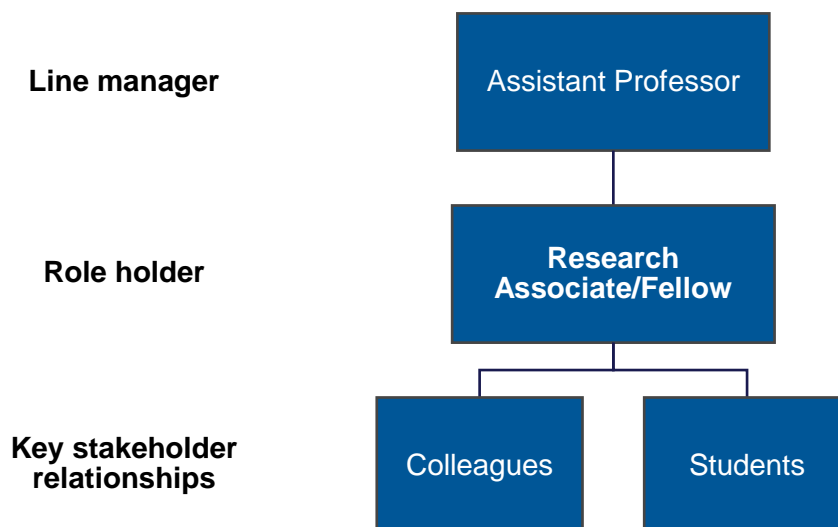 Line manager
Assistant Professor
Role holder
Research
Associate/Fellow
Key stakeholder
relationships
Colleagues
Students